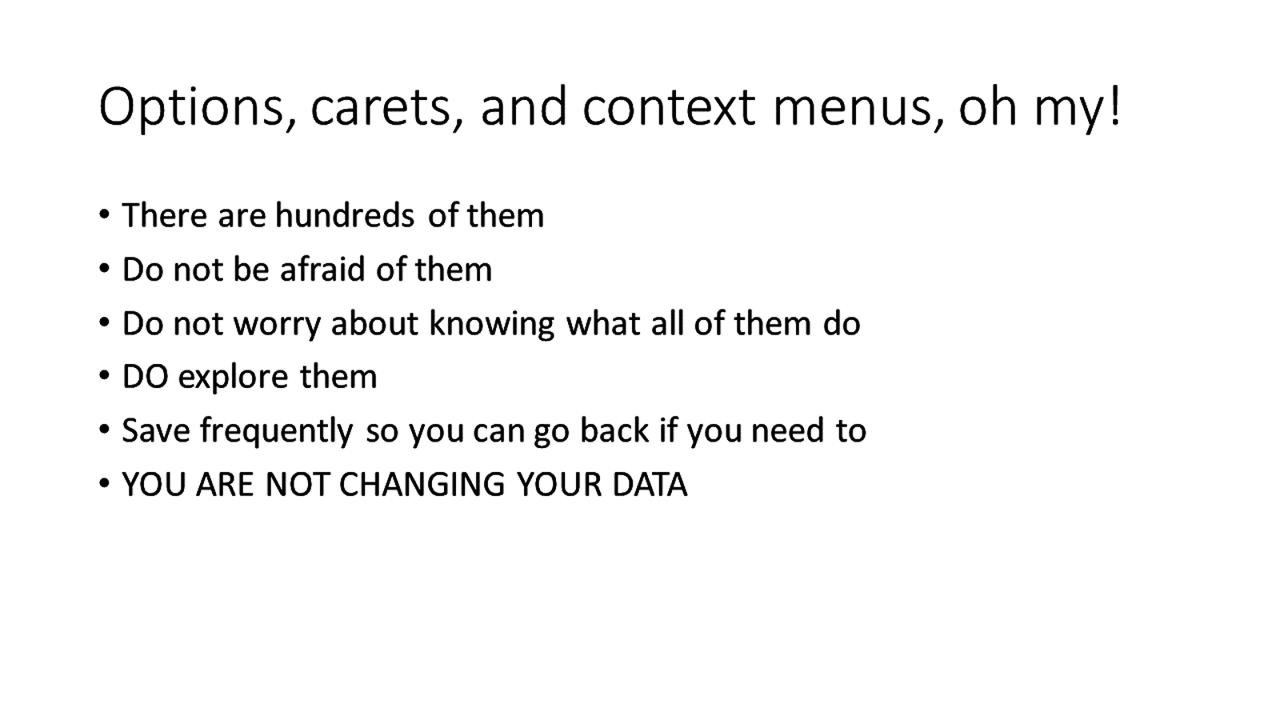 Options, carets, and context menus, oh my!
• There are hundreds of them
• Do not be afraid of them
• Do not worry about knowing what all of them do
• DO explore them
• Save frequently so you can go back if you need to
• YOU ARE NOT CHANGING YOUR DATA